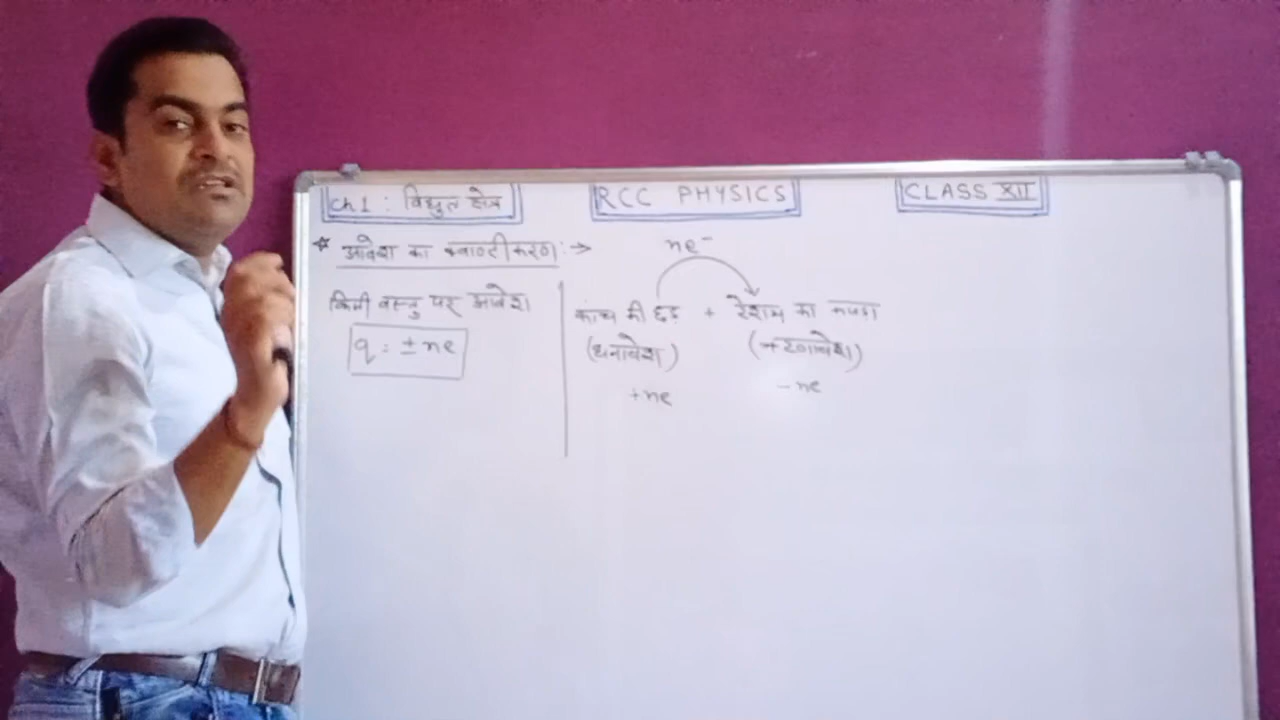 Ch 1 : विद्युत क्षेत्र
RCC PHYSICS
CLASS XII
☆ आवेश का क्वाण्टीकरण :→
किसी वस्तु पर आवेश
q = ±ne
ne⁻
कांच की छड़ + रेशम का कपड़ा
(धनावेश) (ऋणावेश)
+ne -ne